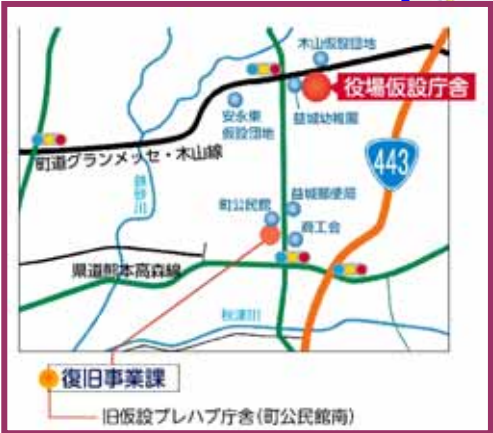 木山仮設団地
役場仮設庁舎
安永東
仮設団地
益城幼稚園
町道グランメッセ・木山線
443
鉄砂川
益城郵便局
町公民館
商工会
県道熊本高森線
秋津川
復旧事業課
旧仮設プレハブ庁舎(町公民館南)